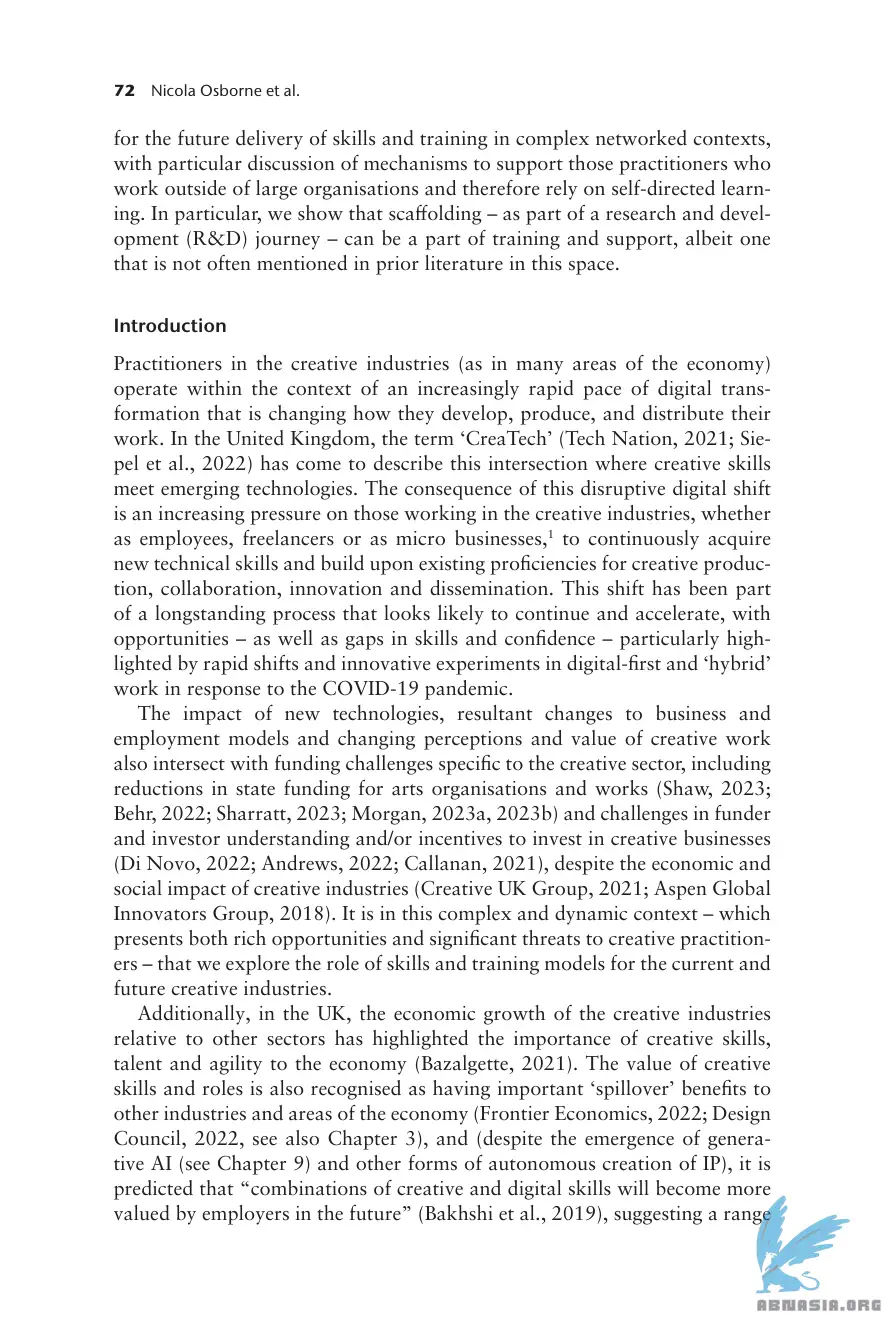 72 Nicola Osborne et al.
for the future delivery of skills and training in complex networked contexts,
with particular discussion of mechanisms to support those practitioners who
work outside of large organisations and therefore rely on self-directed learn-
ing. In particular, we show that scaffolding – as part of a research and devel-
opment (R&D) journey – can be a part of training and support, albeit one
that is not often mentioned in prior literature in this space.
Introduction
Practitioners in the creative industries (as in many areas of the economy)
operate within the context of an increasingly rapid pace of digital trans-
formation that is changing how they develop, produce, and distribute their
work. In the United Kingdom, the term ‘CreaTech’ (Tech Nation, 2021; Sie-
pel et al., 2022) has come to describe this intersection where creative skills
meet emerging technologies. The consequence of this disruptive digital shift
is an increasing pressure on those working in the creative industries, whether
as employees, freelancers or as micro businesses,¹ to continuously acquire
new technical skills and build upon existing proficiencies for creative produc-
tion, collaboration, innovation and dissemination. This shift has been part
of a longstanding process that looks likely to continue and accelerate, with
opportunities – as well as gaps in skills and confidence – particularly high-
lighted by rapid shifts and innovative experiments in digital-first and ‘hybrid’
work in response to the COVID-19 pandemic.
The impact of new technologies, resultant changes to business and
employment models and changing perceptions and value of creative work
also intersect with funding challenges specific to the creative sector, including
reductions in state funding for arts organisations and works (Shaw, 2023;
Behr, 2022; Sharratt, 2023; Morgan, 2023a, 2023b) and challenges in funder
and investor understanding and/or incentives to invest in creative businesses
(Di Novo, 2022; Andrews, 2022; Callanan, 2021), despite the economic and
social impact of creative industries (Creative UK Group, 2021; Aspen Global
Innovators Group, 2018). It is in this complex and dynamic context – which
presents both rich opportunities and significant threats to creative practition-
ers – that we explore the role of skills and training models for the current and
future creative industries.
Additionally, in the UK, the economic growth of the creative industries
relative to other sectors has highlighted the importance of creative skills,
talent and agility to the economy (Bazalgette, 2021). The value of creative
skills and roles is also recognised as having important ‘spillover’ benefits to
other industries and areas of the economy (Frontier Economics, 2022; Design
Council, 2022, see also Chapter 3), and (despite the emergence of genera-
tive AI (see Chapter 9) and other forms of autonomous creation of IP), it is
predicted that “combinations of creative and digital skills will become more
valued by employers in the future” (Bakhshi et al., 2019), suggesting a range
ABNASIA.ORG